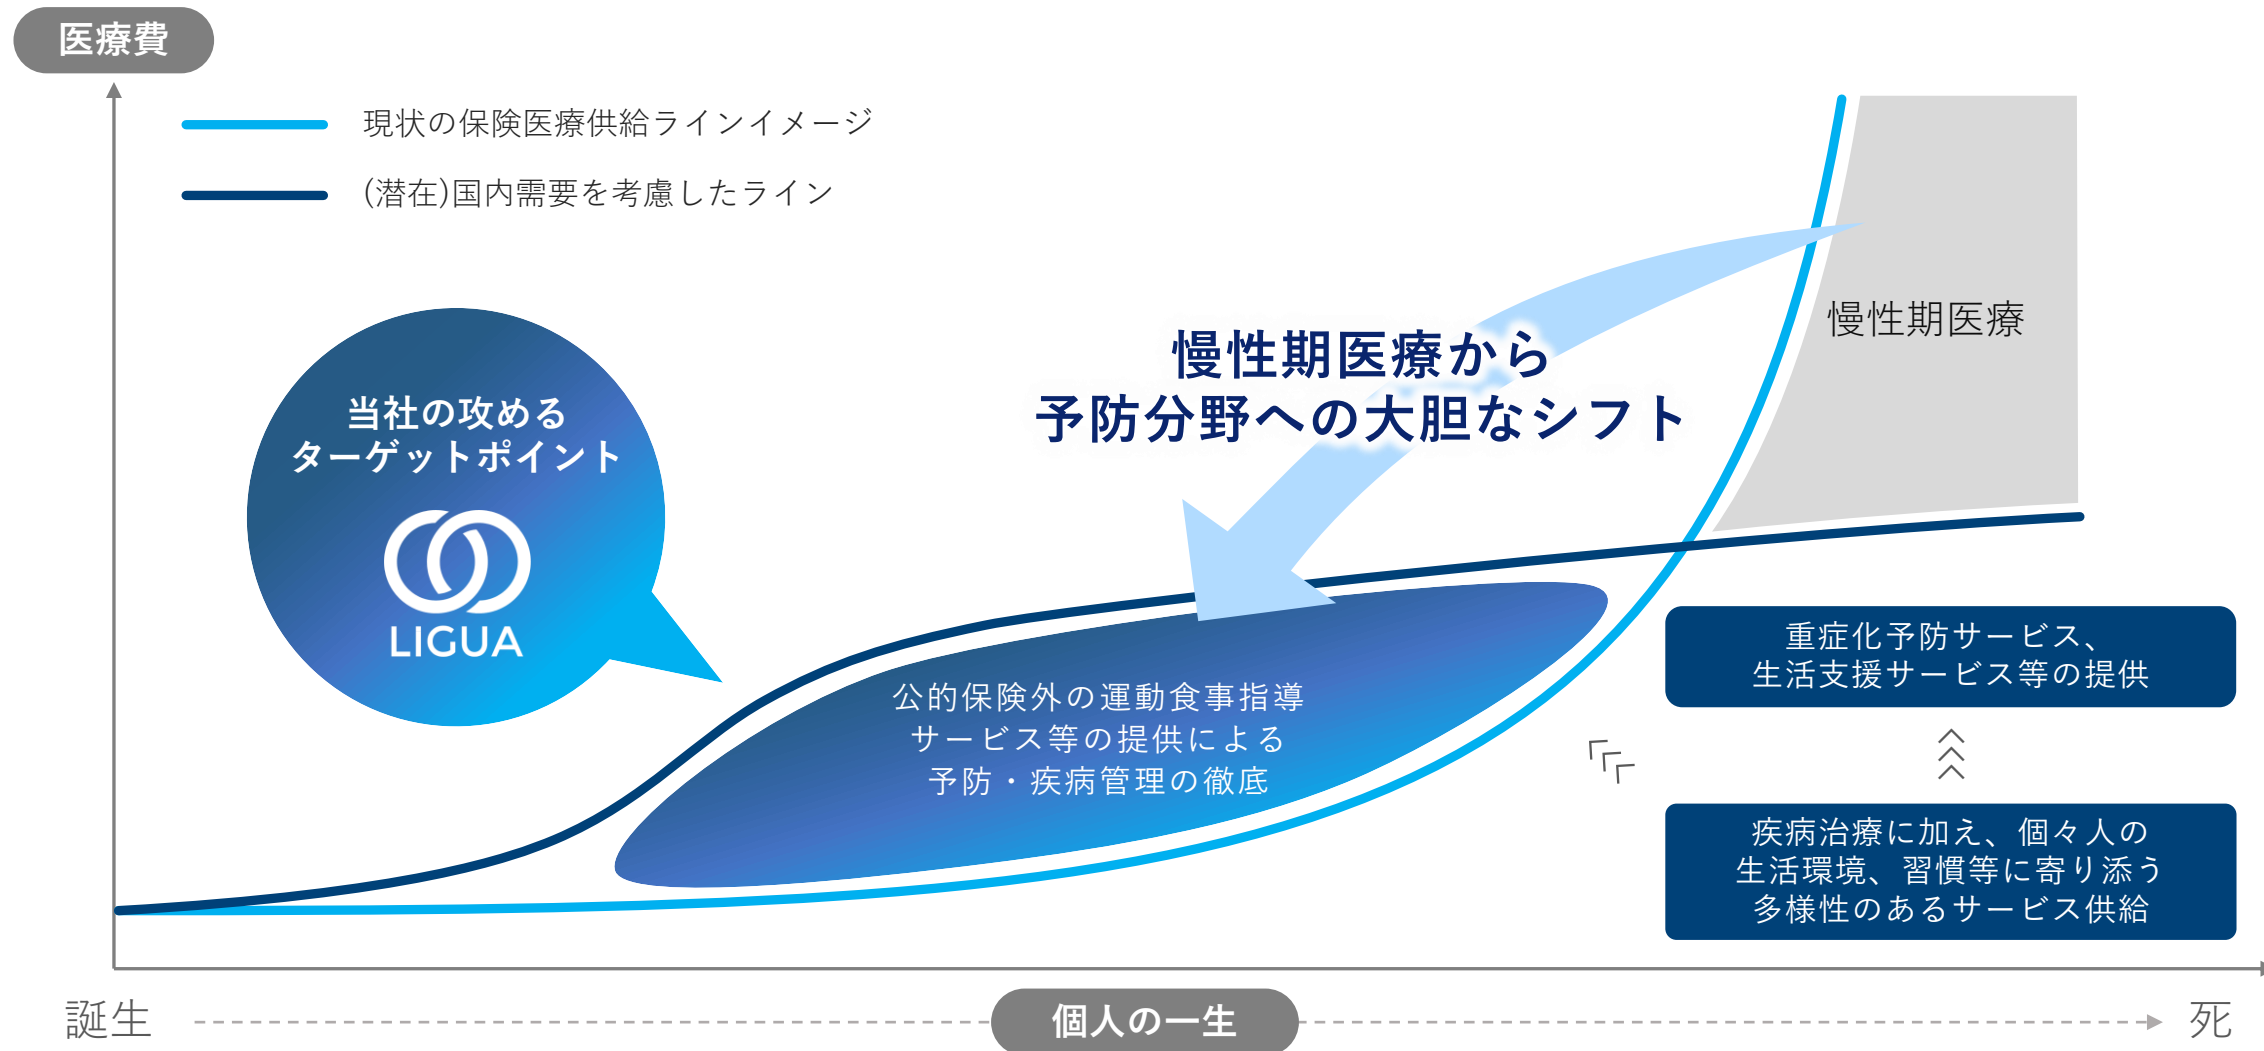 医療費
現状の保険医療供給ラインイメージ
(潜在)国内需要を考慮したライン
慢性期医療
慢性期医療から
予防分野への大胆なシフト
当社の攻める
ターゲットポイント
LIGUA
公的保険外の運動食事指導
サービス等の提供による
予防・疾病管理の徹底
重症化予防サービス、
生活支援サービス等の提供
疾病治療に加え、個々人の
生活環境、習慣等に寄り添う
多様性のあるサービス供給
誕生
個人の一生
死